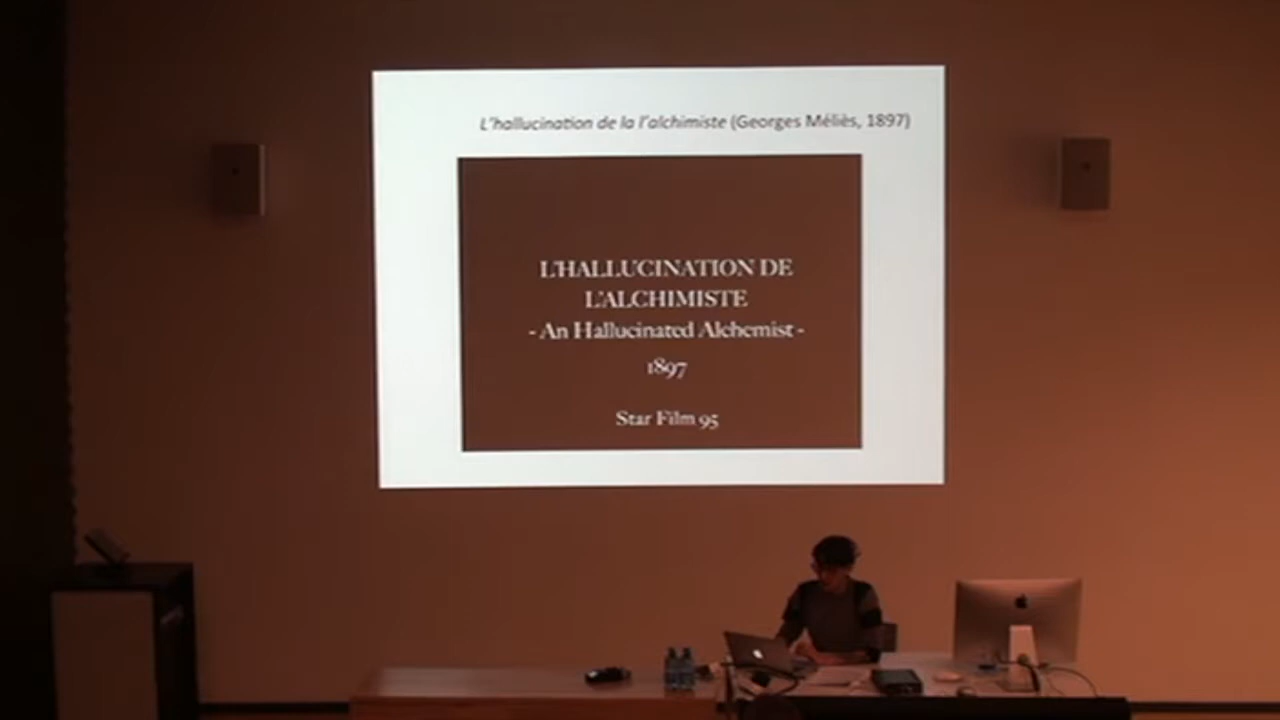 L'hallucination de la l'alchimiste (Georges Méliès, 1897)
L'HALLUCINATION DE
L'ALCHIMISTE
- An Hallucinated Alchemist -
1897
Star Film 95